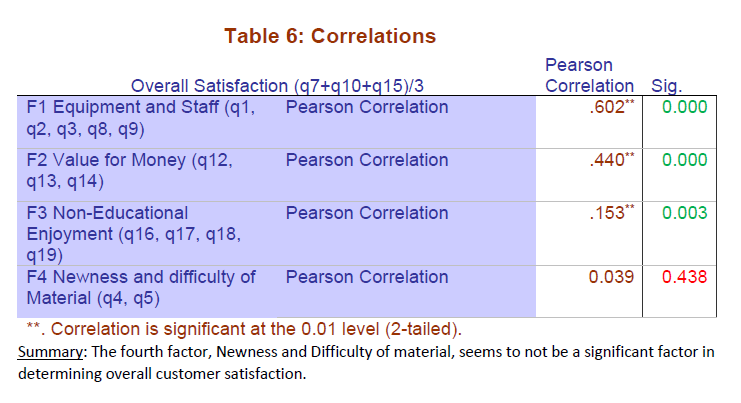 Table 6: Correlations
Overall Satisfaction (q7+q10+q15)/3 Pearson Correlation Sig.
F1 Equipment and Staff (q1, Pearson Correlation .602** 0.000
q2, q3, q8, q9)
F2 Value for Money (q12, Pearson Correlation .440** 0.000
q13, q14)
F3 Non-Educational Pearson Correlation .153** 0.003
Enjoyment (q16, q17, q18,
q19)
F4 Newness and difficulty of Pearson Correlation 0.039 0.438
Material (q4, q5)
**. Correlation is significant at the 0.01 level (2-tailed).
Summary: The fourth factor, Newness and Difficulty of material, seems to not be a significant factor in
determining overall customer satisfaction.